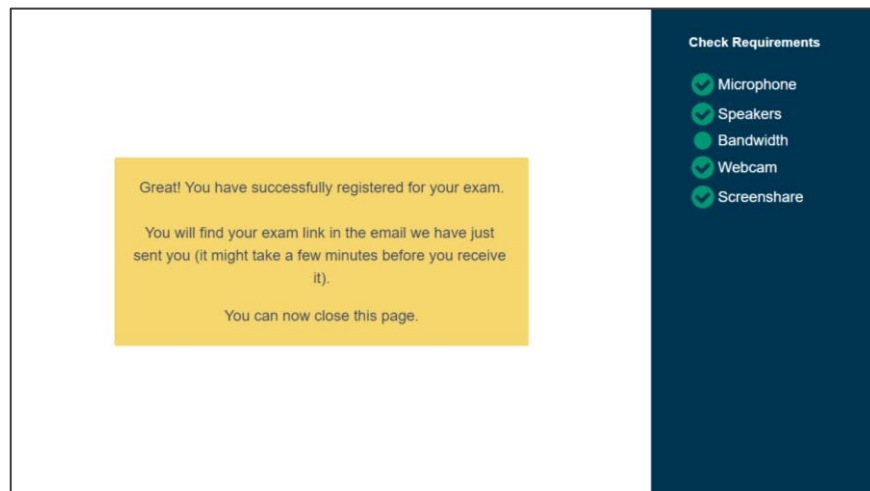 Great! You have successfully registered for your exam.
You will find your exam link in the email we have just
sent you (it might take a few minutes before you receive
it).
You can now close this page.
Check Requirements
Microphone
Speakers
Bandwidth
Webcam
Screenshare